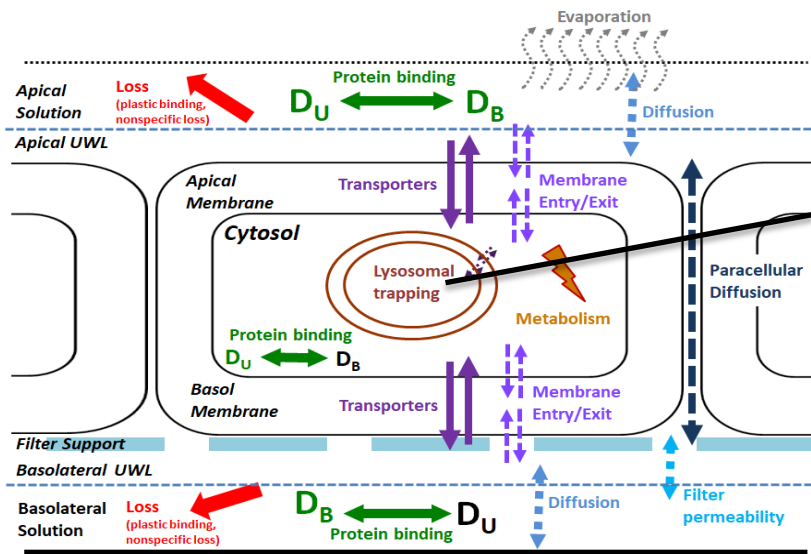 Evaporation
Apical
Solution
Loss
(plastic binding,
nonspecific loss)
Protein binding
DU DB
Diffusion
Apical UWL
Apical
Membrane
Transporters
Membrane
Entry/Exit
Cytosol
Lysosomal
trapping
Metabolism
Paracellular
Diffusion
Protein binding
DU DB
Basol
Membrane
Transporters
Membrane
Entry/Exit
Filter Support
Basolateral UWL
Basolateral
Solution
Loss
(plastic binding,
nonspecific loss)
DB DU
Protein binding
Diffusion
Filter
permeability